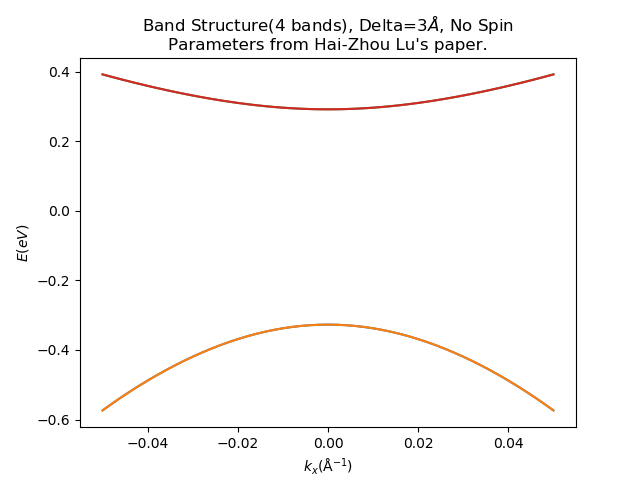 Band Structure(4 bands), Delta=3Å, No Spin
Parameters from Hai-Zhou Lu's paper.
0.4
0.2
0.0
−0.2
−0.4
−0.6
E(eV)
−0.04
−0.02
0.00
0.02
0.04
kₓ(Å⁻¹)